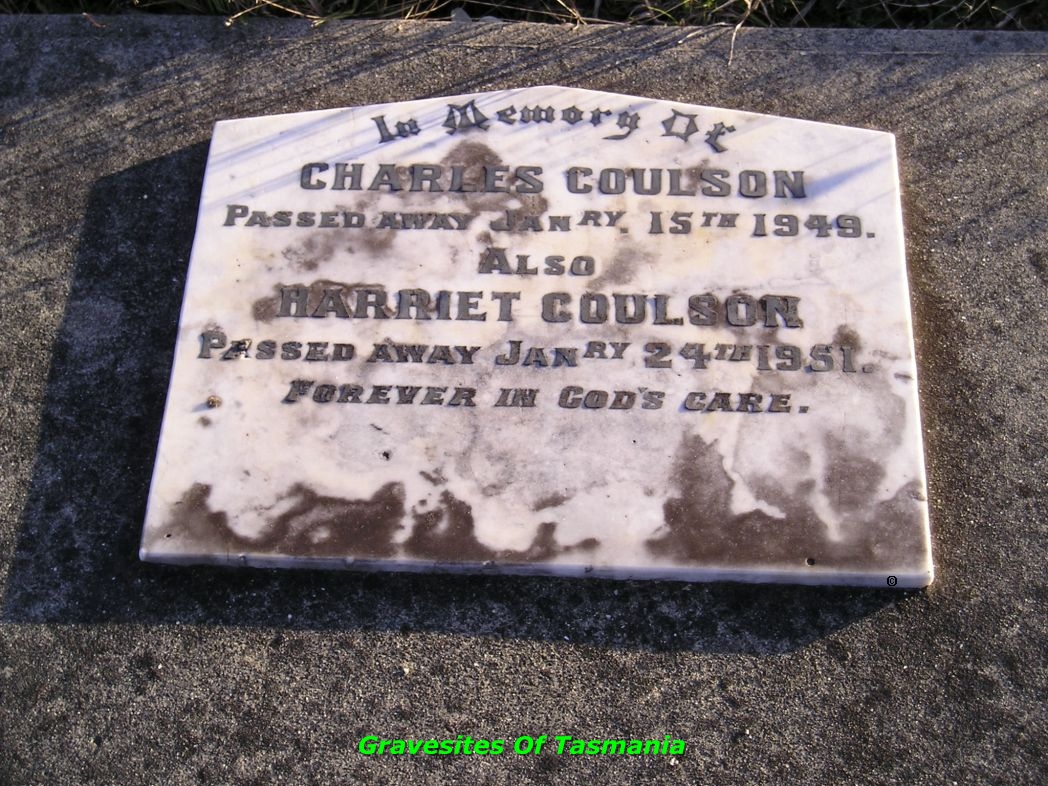 In Memory Of
CHARLES COULSON
PASSED AWAY JANRY. 15TH 1949.
ALSO
HARRIET COULSON
PASSED AWAY JANRY 24TH 1951.
FOREVER IN GOD'S CARE.
©
Gravesites Of Tasmania